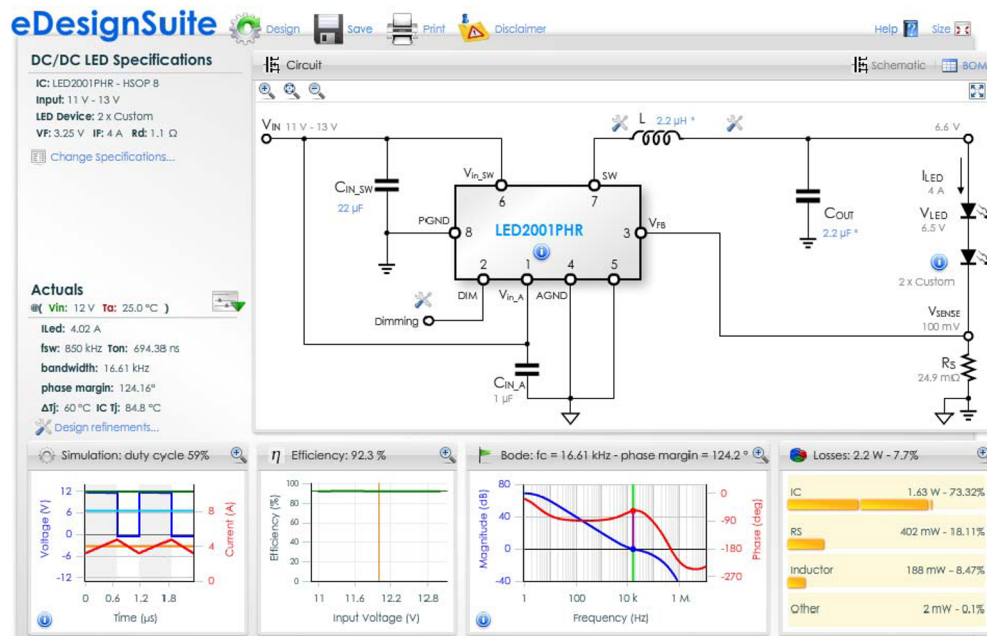 eDesignSuite
Design
Save
Print
Disclaimer
Help
Size
DC/DC LED Specifications
IC: LED2001PHR - HSOP 8
Input: 11 V - 13 V
LED Device: 2 x Custom
VF: 3.25 V IF: 4 A Rd: 1.1 Ω
Change Specifications...
Circuit
Schematic
BOM
VIN 11 V - 13 V
L 2.2 µH *
6.6 V
Vin_SW
SW
6
7
CIN_SW
22 µF
PGND
8
LED2001PHR
3
VFB
COUT
2.2 µF *
ILED
4 A
VLED
6.5 V
2 x Custom
2
1
4
5
DIM
Vin_A
AGND
Dimming
VSENSE
100 mV
CIN_A
1 µF
RS
24.9 mΩ
Actuals
@( Vin: 12 V Ta: 25.0 °C )
ILed: 4.02 A
fsw: 850 kHz Ton: 694.38 ns
bandwidth: 16.61 kHz
phase margin: 124.16°
ΔTj: 60 °C IC Tj: 84.8 °C
Design refinements...
Simulation: duty cycle 59%
Voltage (V)
12
6
0
-6
-12
8
4
0
Current (A)
0 0.6 1.2 1.8
Time (µs)
η Efficiency: 92.3 %
Efficiency (%)
100
80
60
40
20
0
11 11.6 12.2 12.8
Input Voltage (V)
Bode: fc = 16.61 kHz - phase margin = 124.2 °
Magnitude (dB)
80
40
0
-40
0
-90
-180
-270
Phase (deg)
1 100 10 k 1 M
Frequency (Hz)
Losses: 2.2 W - 7.7%
IC 1.63 W - 73.32%
RS 402 mW - 18.11%
Inductor 188 mW - 8.47%
Other 2 mW - 0.1%